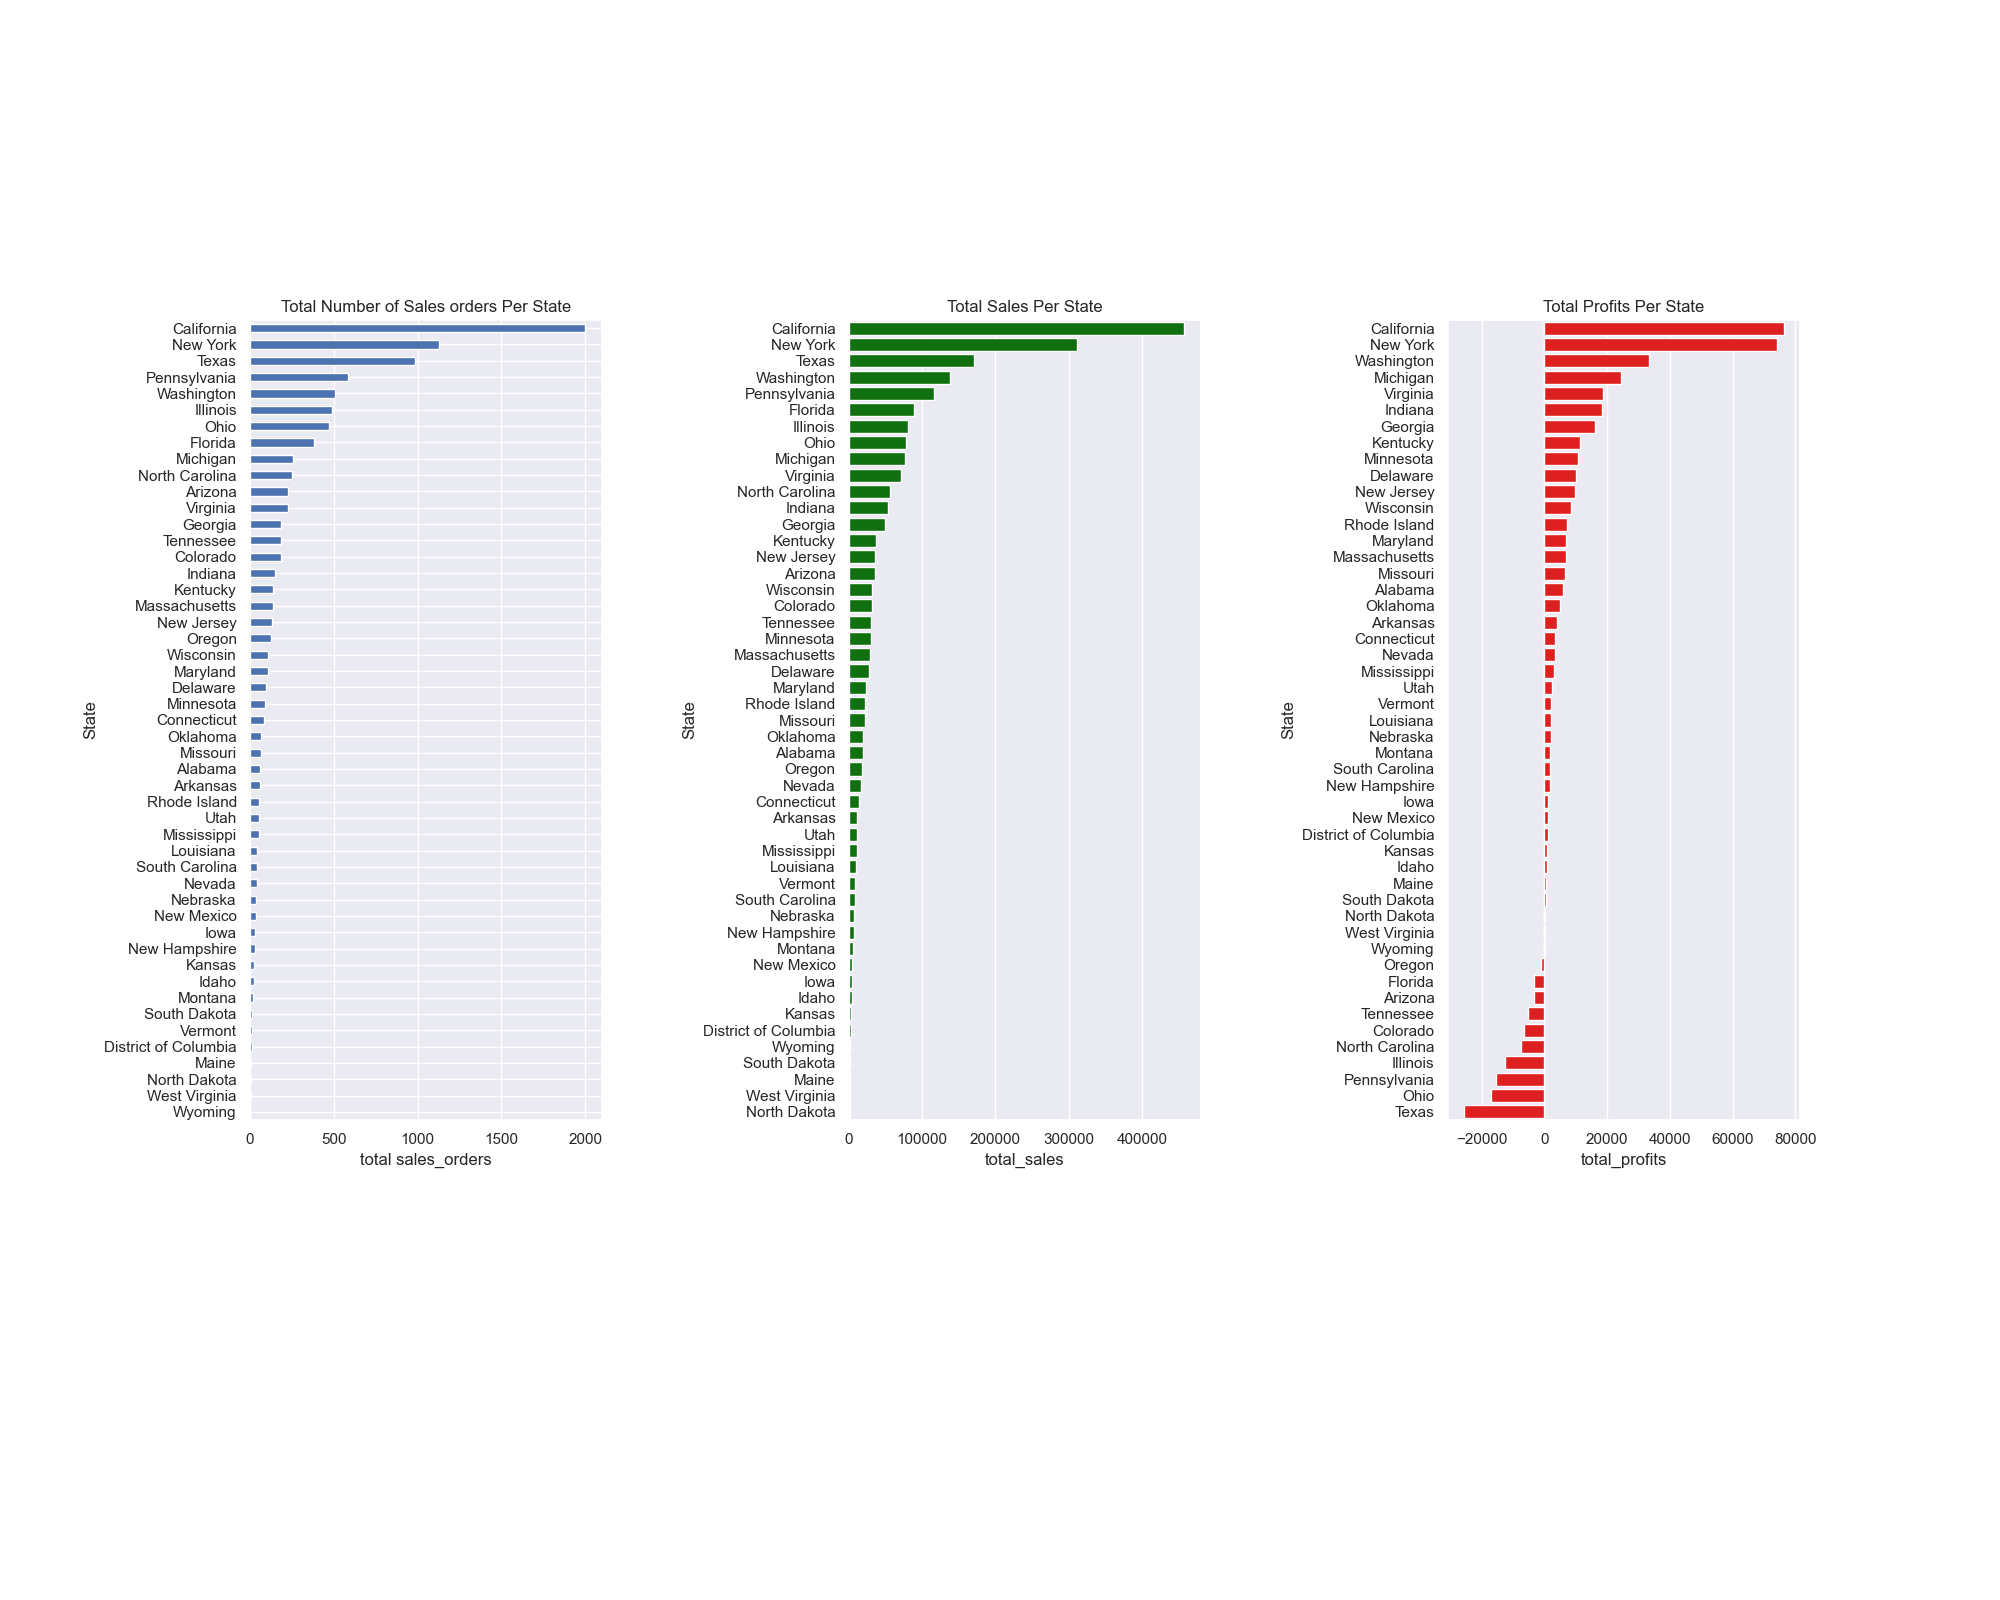 Total Number of Sales orders Per State
California
New York
Texas
Pennsylvania
Washington
Illinois
Ohio
Florida
Michigan
North Carolina
Arizona
Virginia
Georgia
Tennessee
Colorado
Indiana
Kentucky
Massachusetts
New Jersey
Oregon
Wisconsin
Maryland
Delaware
Minnesota
Connecticut
Oklahoma
Missouri
Alabama
Arkansas
Rhode Island
Utah
Mississippi
Louisiana
South Carolina
Nevada
Nebraska
New Mexico
Iowa
New Hampshire
Kansas
Idaho
Montana
South Dakota
Vermont
District of Columbia
Maine
North Dakota
West Virginia
Wyoming
State
0 500 1000 1500 2000
total sales_orders
Total Sales Per State
California
New York
Texas
Washington
Pennsylvania
Florida
Illinois
Ohio
Michigan
Virginia
North Carolina
Indiana
Georgia
Kentucky
New Jersey
Arizona
Wisconsin
Colorado
Tennessee
Minnesota
Massachusetts
Delaware
Maryland
Rhode Island
Missouri
Oklahoma
Alabama
Oregon
Nevada
Connecticut
Arkansas
Utah
Mississippi
Louisiana
Vermont
South Carolina
Nebraska
New Hampshire
Montana
New Mexico
Iowa
Idaho
Kansas
District of Columbia
Wyoming
South Dakota
Maine
West Virginia
North Dakota
State
0 100000 200000 300000 400000
total_sales
Total Profits Per State
California
New York
Washington
Michigan
Virginia
Indiana
Georgia
Kentucky
Minnesota
Delaware
New Jersey
Wisconsin
Rhode Island
Maryland
Massachusetts
Missouri
Alabama
Oklahoma
Arkansas
Connecticut
Nevada
Mississippi
Utah
Vermont
Louisiana
Nebraska
Montana
South Carolina
New Hampshire
Iowa
New Mexico
District of Columbia
Kansas
Idaho
Maine
South Dakota
North Dakota
West Virginia
Wyoming
Oregon
Florida
Arizona
Tennessee
Colorado
North Carolina
Illinois
Pennsylvania
Ohio
Texas
State
−20000 0 20000 40000 60000 80000
total_profits